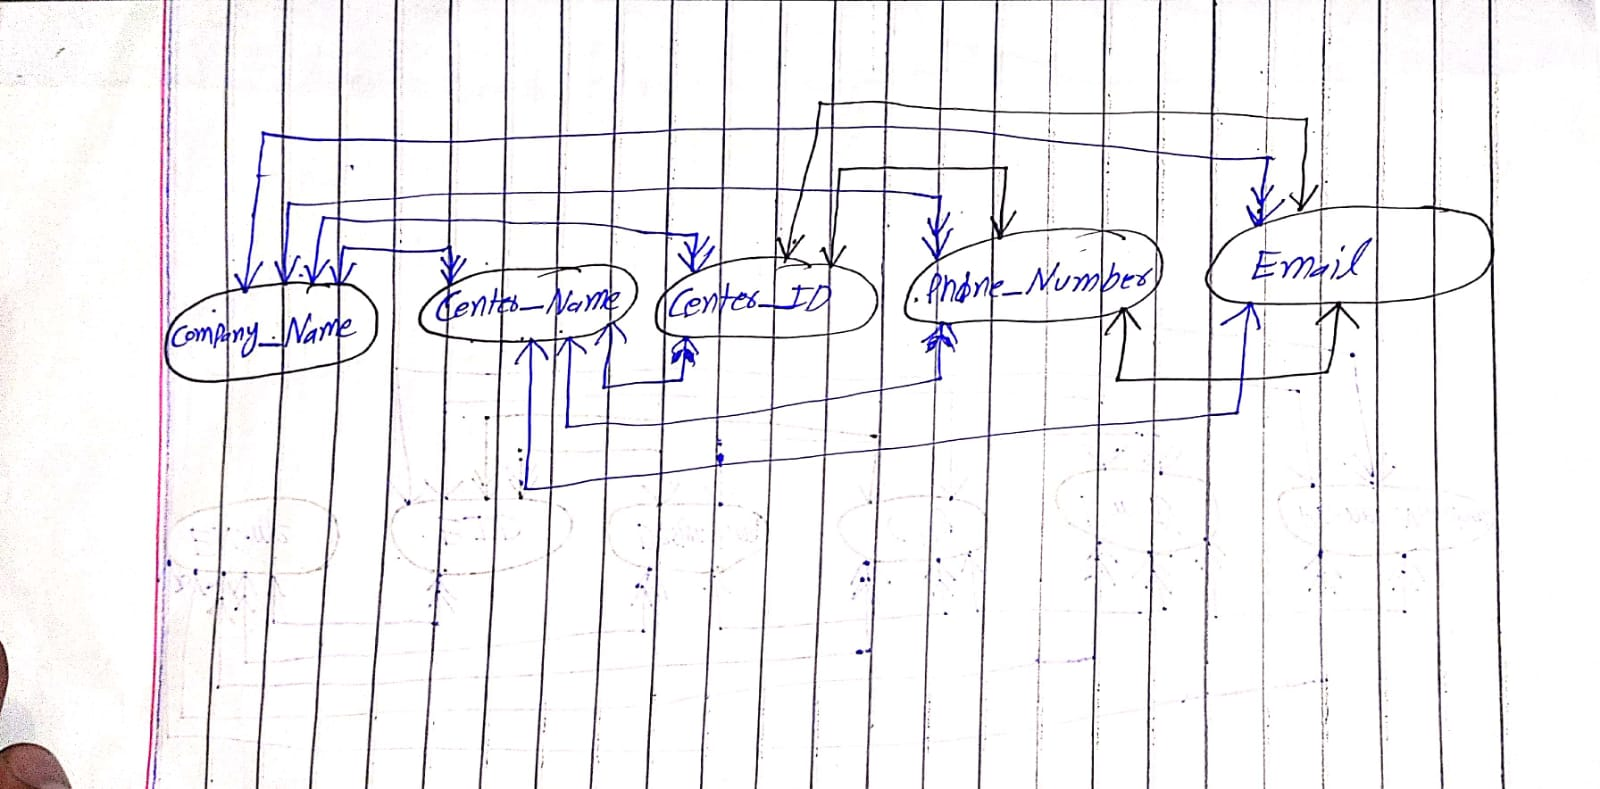 Company_Name
Center_Name
Center_ID
Phone_Number
Email